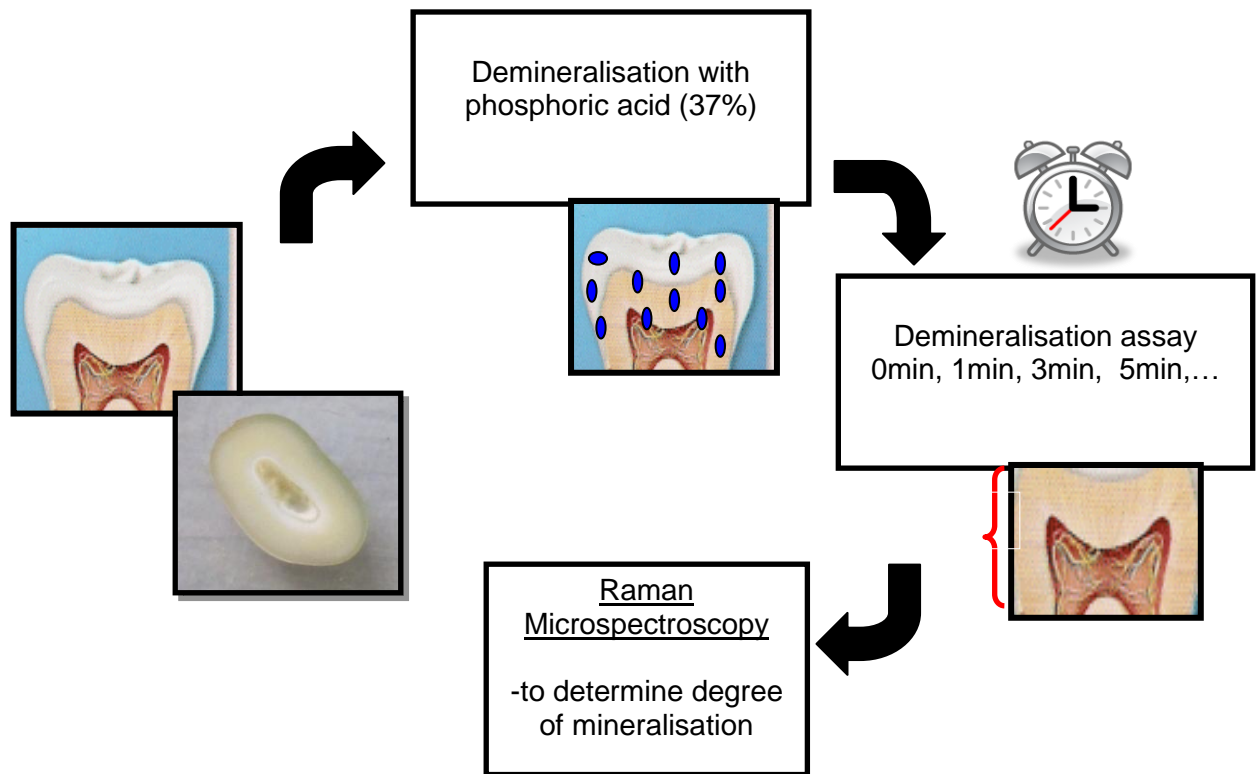 Demineralisation with
phosphoric acid (37%)
Demineralisation assay
0min, 1min, 3min, 5min,…
Raman
Microspectroscopy
-to determine degree
of mineralisation